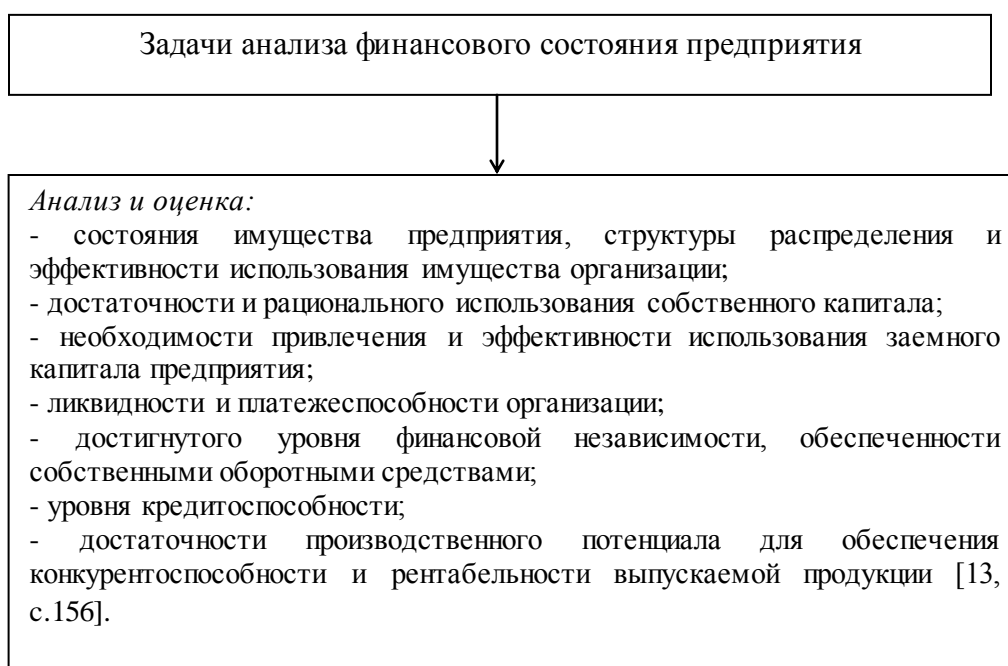 Задачи анализа финансового состояния предприятия
Анализ и оценка:
- состояния имущества предприятия, структуры распределения и
эффективности использования имущества организации;
- достаточности и рационального использования собственного капитала;
- необходимости привлечения и эффективности использования заемного
капитала предприятия;
- ликвидности и платежеспособности организации;
- достигнутого уровня финансовой независимости, обеспеченности
собственными оборотными средствами;
- уровня кредитоспособности;
- достаточности производственного потенциала для обеспечения
конкурентоспособности и рентабельности выпускаемой продукции [13,
с.156].